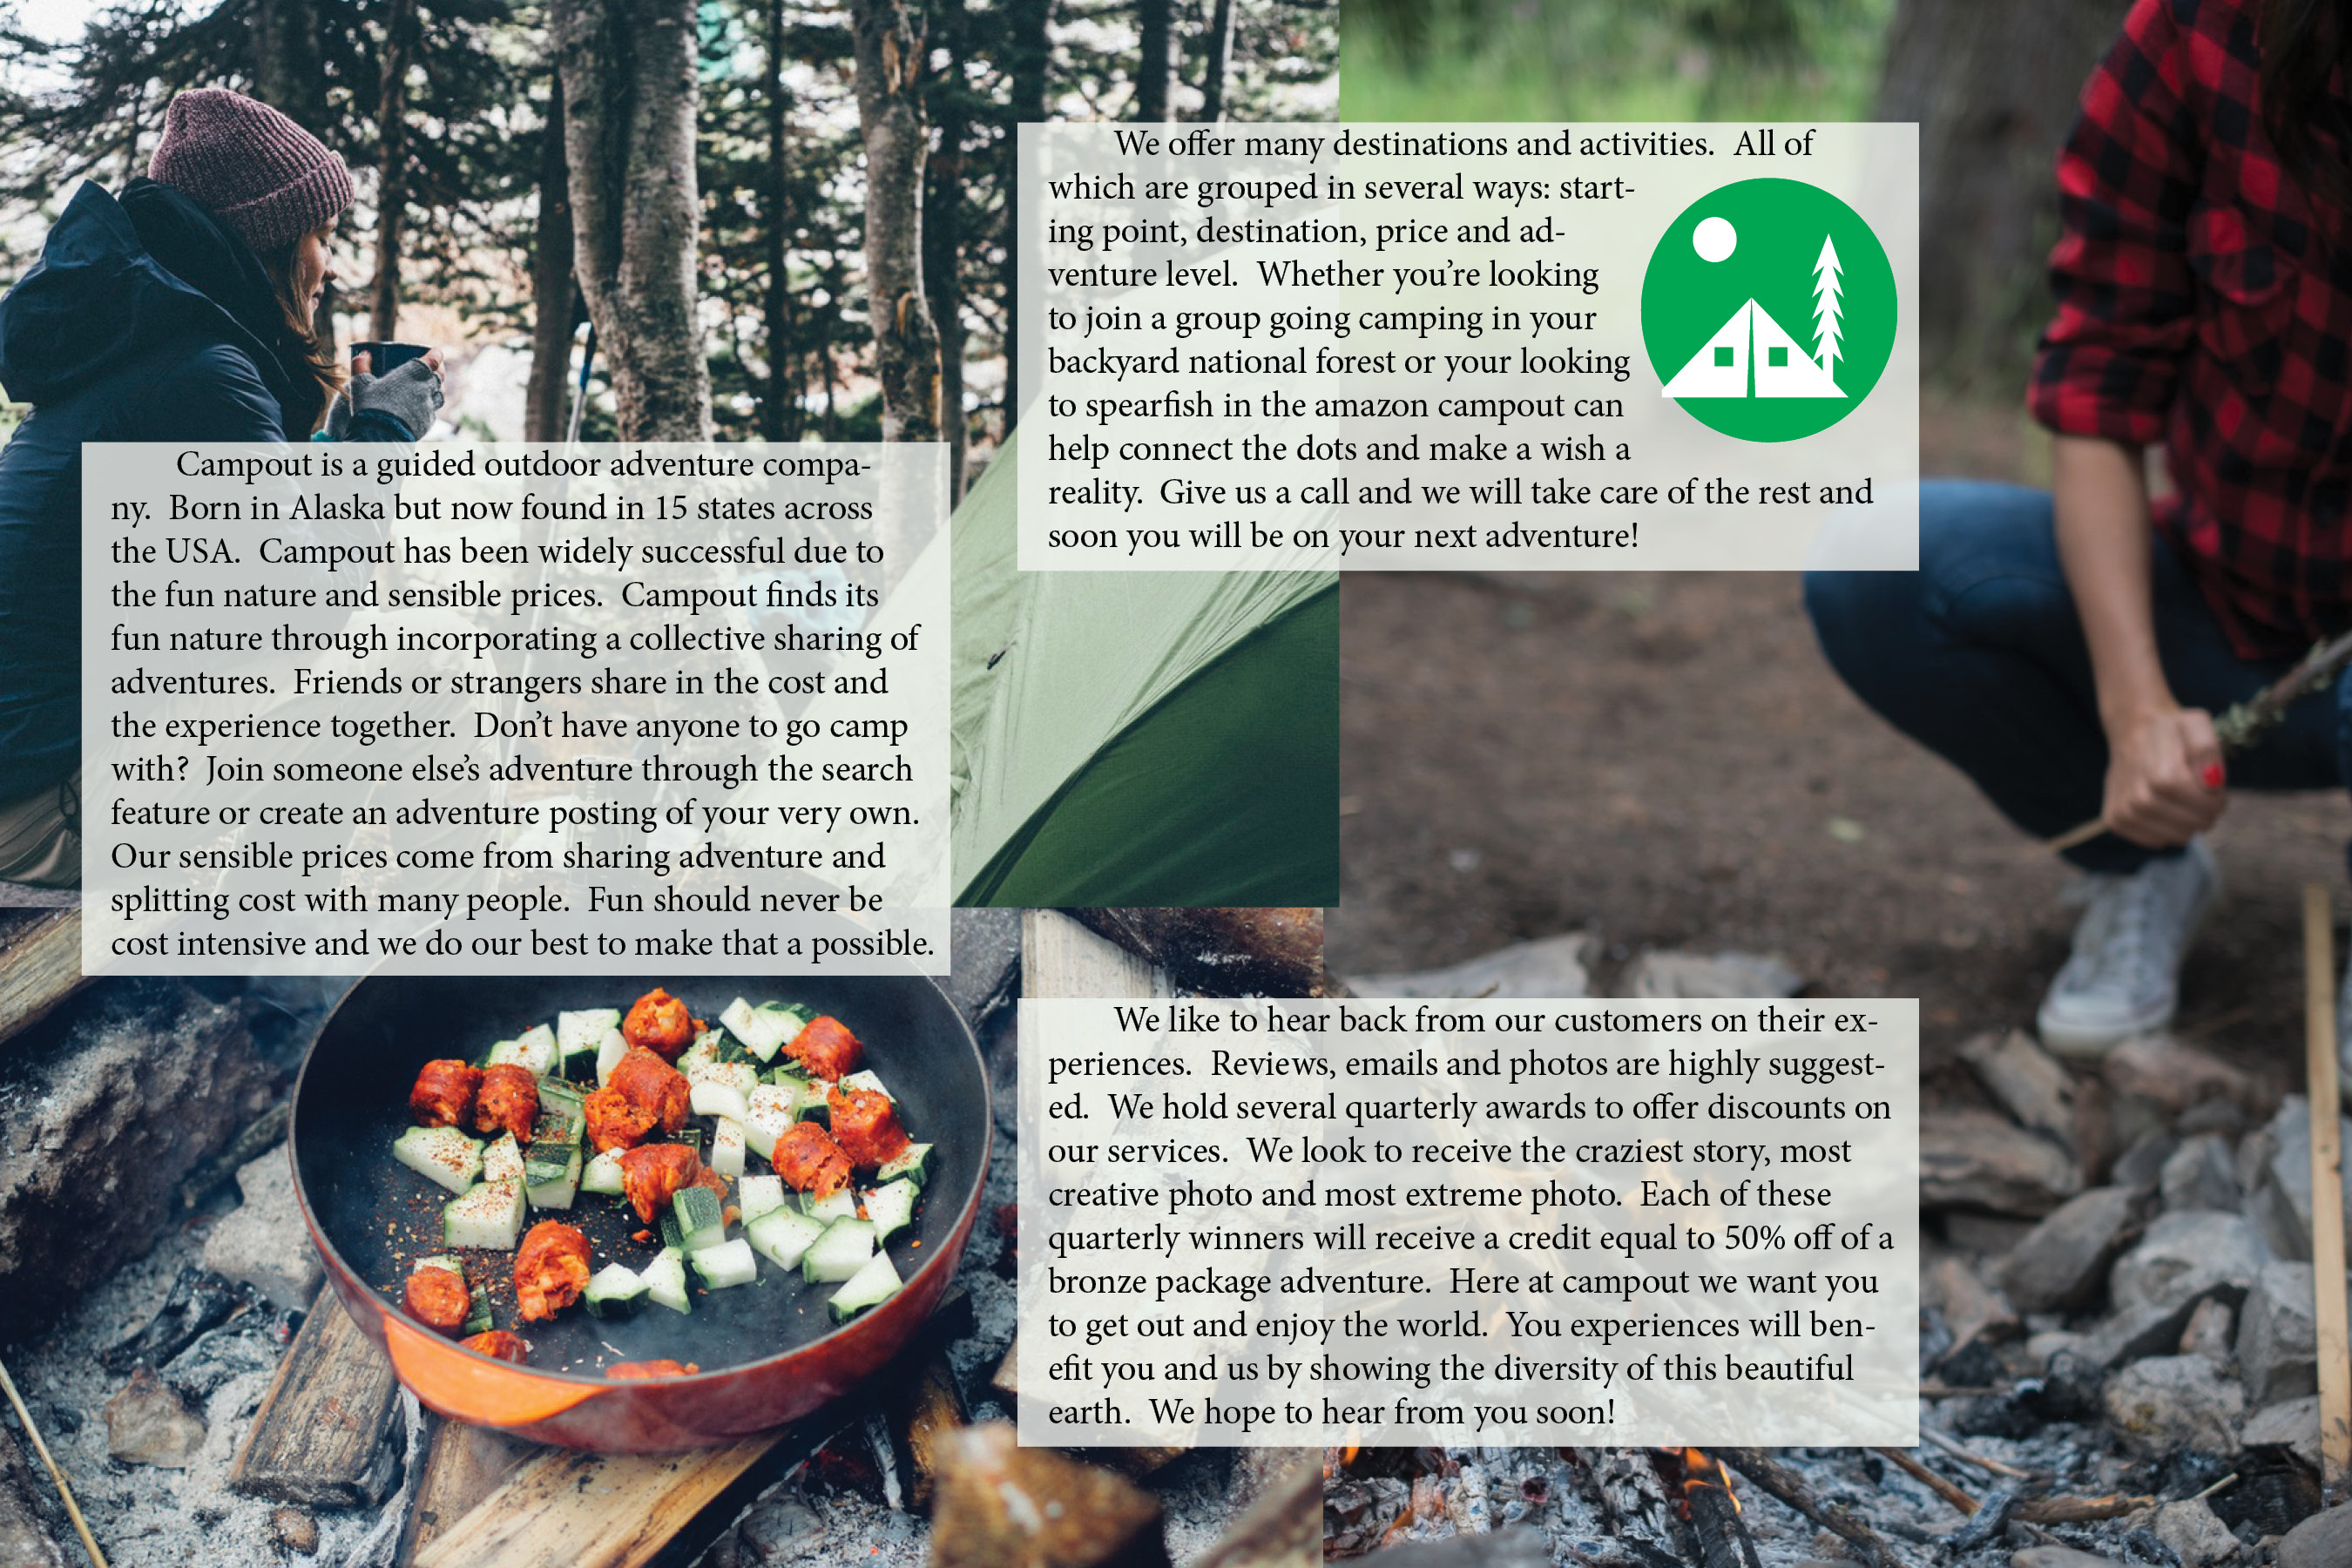 Campout is a guided outdoor adventure compa-
ny.  Born in Alaska but now found in 15 states across
the USA.  Campout has been widely successful due to
the fun nature and sensible prices.  Campout finds its
fun nature through incorporating a collective sharing of
adventures.  Friends or strangers share in the cost and
the experience together.  Don’t have anyone to go camp
with?  Join someone else’s adventure through the search
feature or create an adventure posting of your very own.
Our sensible prices come from sharing adventure and
splitting cost with many people.  Fun should never be
cost intensive and we do our best to make that a possible.
We offer many destinations and activities.  All of
which are grouped in several ways: start-
ing point, destination, price and ad-
venture level.  Whether you’re looking
to join a group going camping in your
backyard national forest or your looking
to spearfish in the amazon campout can
help connect the dots and make a wish a
reality.  Give us a call and we will take care of the rest and
soon you will be on your next adventure!
We like to hear back from our customers on their ex-
periences.  Reviews, emails and photos are highly suggest-
ed.  We hold several quarterly awards to offer discounts on
our services.  We look to receive the craziest story, most
creative photo and most extreme photo.  Each of these
quarterly winners will receive a credit equal to 50% off of a
bronze package adventure.  Here at campout we want you
to get out and enjoy the world.  You experiences will ben-
efit you and us by showing the diversity of this beautiful
earth.  We hope to hear from you soon!